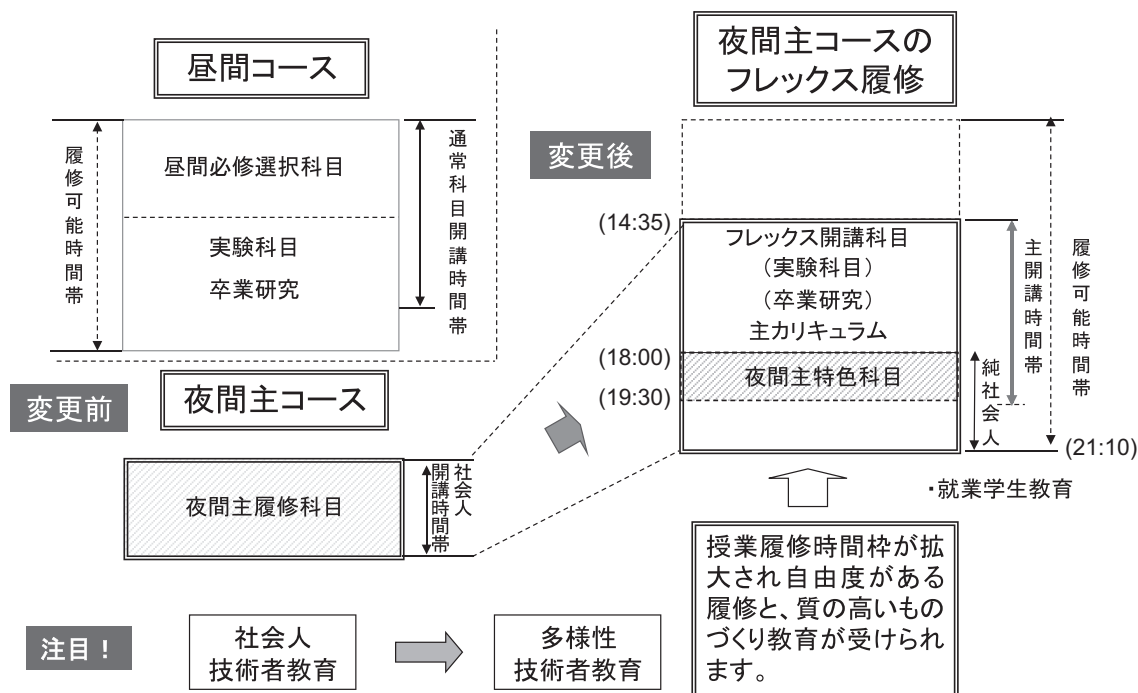 昼間コース
履修可能時間帯
昼間必修選択科目
実験科目
卒業研究
通常科目開講時間帯
変更前
夜間主コース
夜間主履修科目
社会人
開講時間帯
夜間主コースの
フレックス履修
変更後
(14:35)
フレックス開講科目
（実験科目）
（卒業研究）
主カリキュラム
(18:00)
夜間主特色科目
(19:30)
純社会人
主開講時間帯
履修可能時間帯
(21:10)
・就業学生教育
授業履修時間枠が拡
大され自由度がある
履修と、質の高いもの
づくり教育が受けられ
ます。
注目！
社会人
技術者教育
多様性
技術者教育